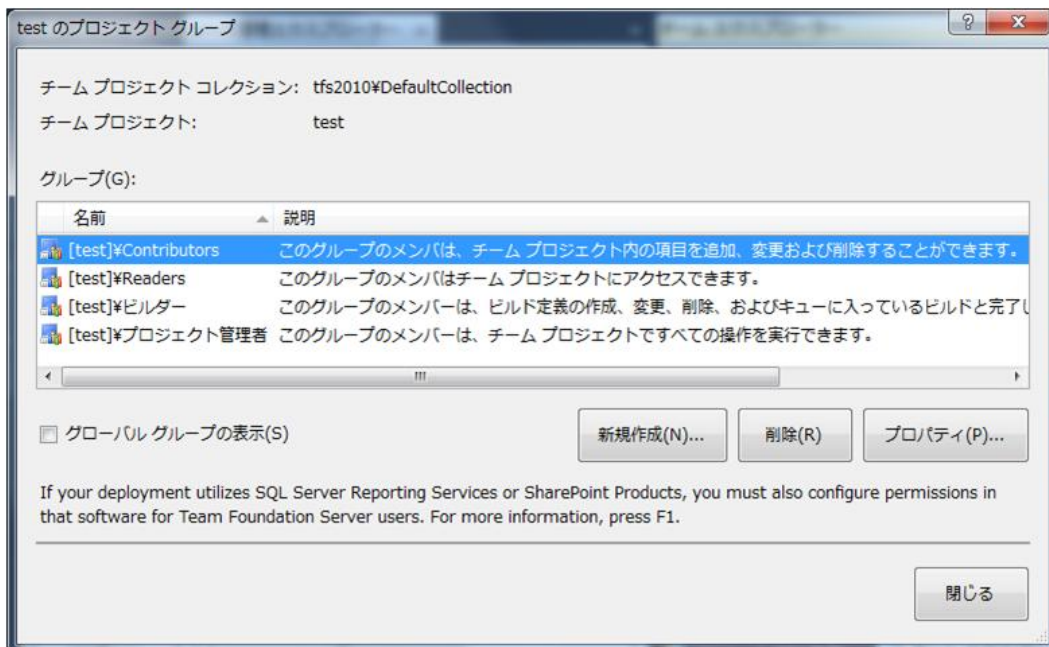 test のプロジェクト グループ
チーム プロジェクト コレクション: tfs2010¥DefaultCollection
チーム プロジェクト: test
グループ(G):
名前 説明
[test]¥Contributors このグループのメンバは、チーム プロジェクト内の項目を追加、変更および削除することができます。
[test]¥Readers このグループのメンバはチーム プロジェクトにアクセスできます。
[test]¥ビルダー このグループのメンバーは、ビルド定義の作成、変更、削除、およびキューに入っているビルドと完了し
[test]¥プロジェクト管理者 このグループのメンバーは、チーム プロジェクトですべての操作を実行できます。
グローバル グループの表示(S) 新規作成(N)... 削除(R) プロパティ(P)...
If your deployment utilizes SQL Server Reporting Services or SharePoint Products, you must also configure permissions in
that software for Team Foundation Server users. For more information, press F1.
閉じる